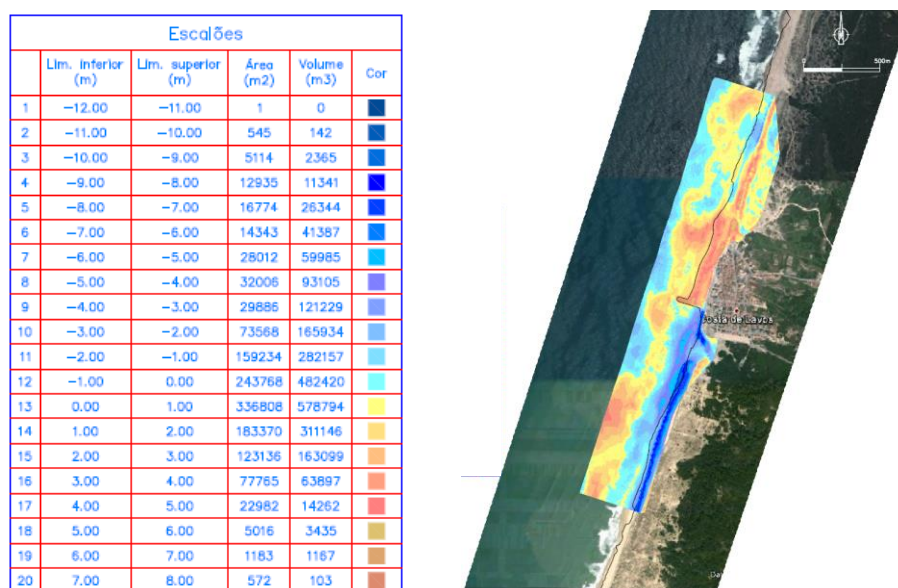 Escalões
Lim. inferior (m) Lim. superior (m) Área (m2) Volume (m3) Cor
1 −12.00 −11.00 1 0
2 −11.00 −10.00 545 142
3 −10.00 −9.00 5114 2365
4 −9.00 −8.00 12935 11341
5 −8.00 −7.00 16774 26344
6 −7.00 −6.00 14343 41387
7 −6.00 −5.00 28012 59985
8 −5.00 −4.00 32006 93105
9 −4.00 −3.00 29886 121229
10 −3.00 −2.00 73568 165934
11 −2.00 −1.00 159234 282157
12 −1.00 0.00 243768 482420
13 0.00 1.00 336808 578794
14 1.00 2.00 183370 311146
15 2.00 3.00 123136 163099
16 3.00 4.00 77765 63897
17 4.00 5.00 22982 14262
18 5.00 6.00 5016 3435
19 6.00 7.00 1183 1167
20 7.00 8.00 572 103
0 500m
Costa de Lavos